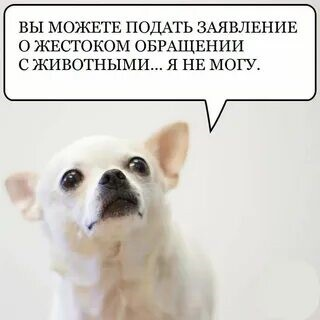 ВЫ МОЖЕТЕ ПОДАТЬ ЗАЯВЛЕНИЕ
О ЖЕСТОКОМ ОБРАЩЕНИИ
С ЖИВОТНЫМИ... Я НЕ МОГУ.